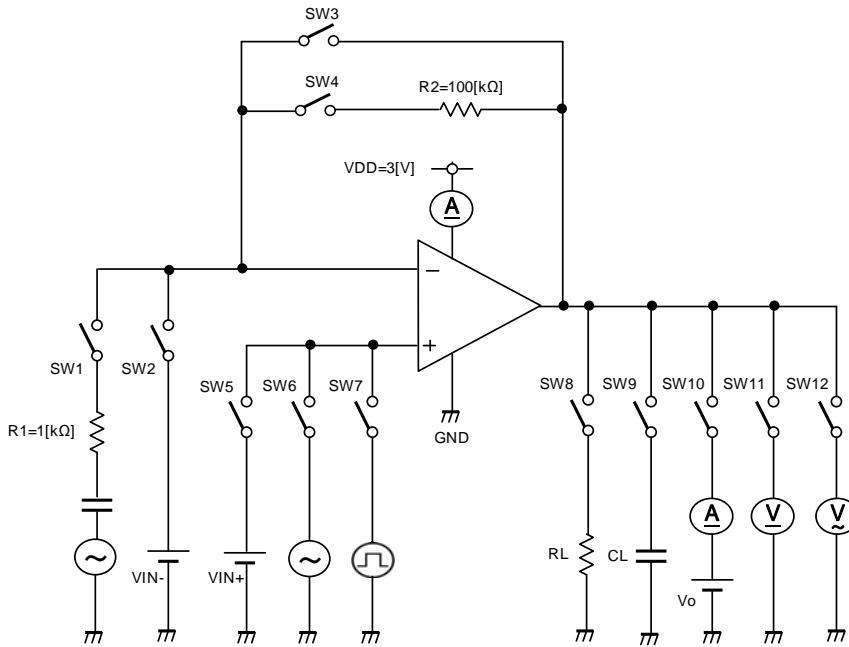 SW3
SW4
R2=100[kΩ]
VDD=3[V]
A
SW1
SW2
SW5
SW6
SW7
GND
SW8
SW9
SW10
SW11
SW12
R1=1[kΩ]
VIN-
VIN+
RL
CL
A
V
V
Vo